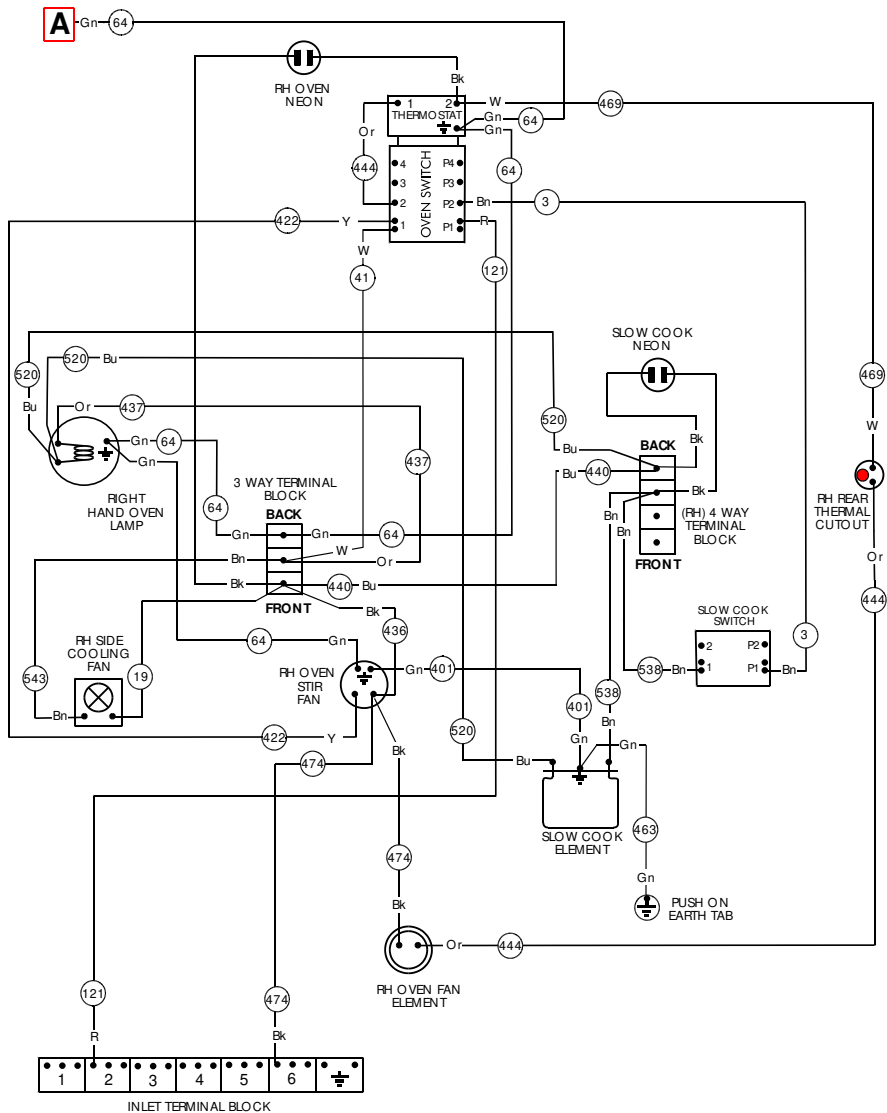 A
Gn
64
RH OVEN
NEON
Bk
1
2
W
469
THERMOSTAT
Gn
64
Gn
Or
444
64
4
3
2
1
OVEN SWITCH
P4
P3
P2
P1
Bn
3
R
422
Y
W
41
121
520
Bu
520
Bu
SLOW COOK
NEON
469
W
Or
437
Gn
64
Gn
RIGHT
HAND OVEN
LAMP
437
520
Bu
Bu
440
BACK
Bk
Bk
Bn
Bn
(RH) 4 WAY
TERMINAL
BLOCK
FRONT
RH REAR
THERMAL
CUTOUT
Or
444
3 WAY TERMINAL
BLOCK
BACK
64
Gn
Gn
64
Bn
W
Or
Bk
440
Bu
FRONT
Bk
436
64
Gn
RH SIDE
COOLING
FAN
543
19
Bn
RH OVEN
STIR
FAN
Gn
401
SLOW COOK
SWITCH
2
P2
1
P1
538
Bn
Bn
3
538
Bn
401
Gn
Gn
422
Y
474
Bk
520
Bu
SLOW COOK
ELEMENT
463
Gn
PUSH ON
EARTH TAB
474
Bk
Or
444
RH OVEN FAN
ELEMENT
121
R
474
Bk
1
2
3
4
5
6
INLET TERMINAL BLOCK